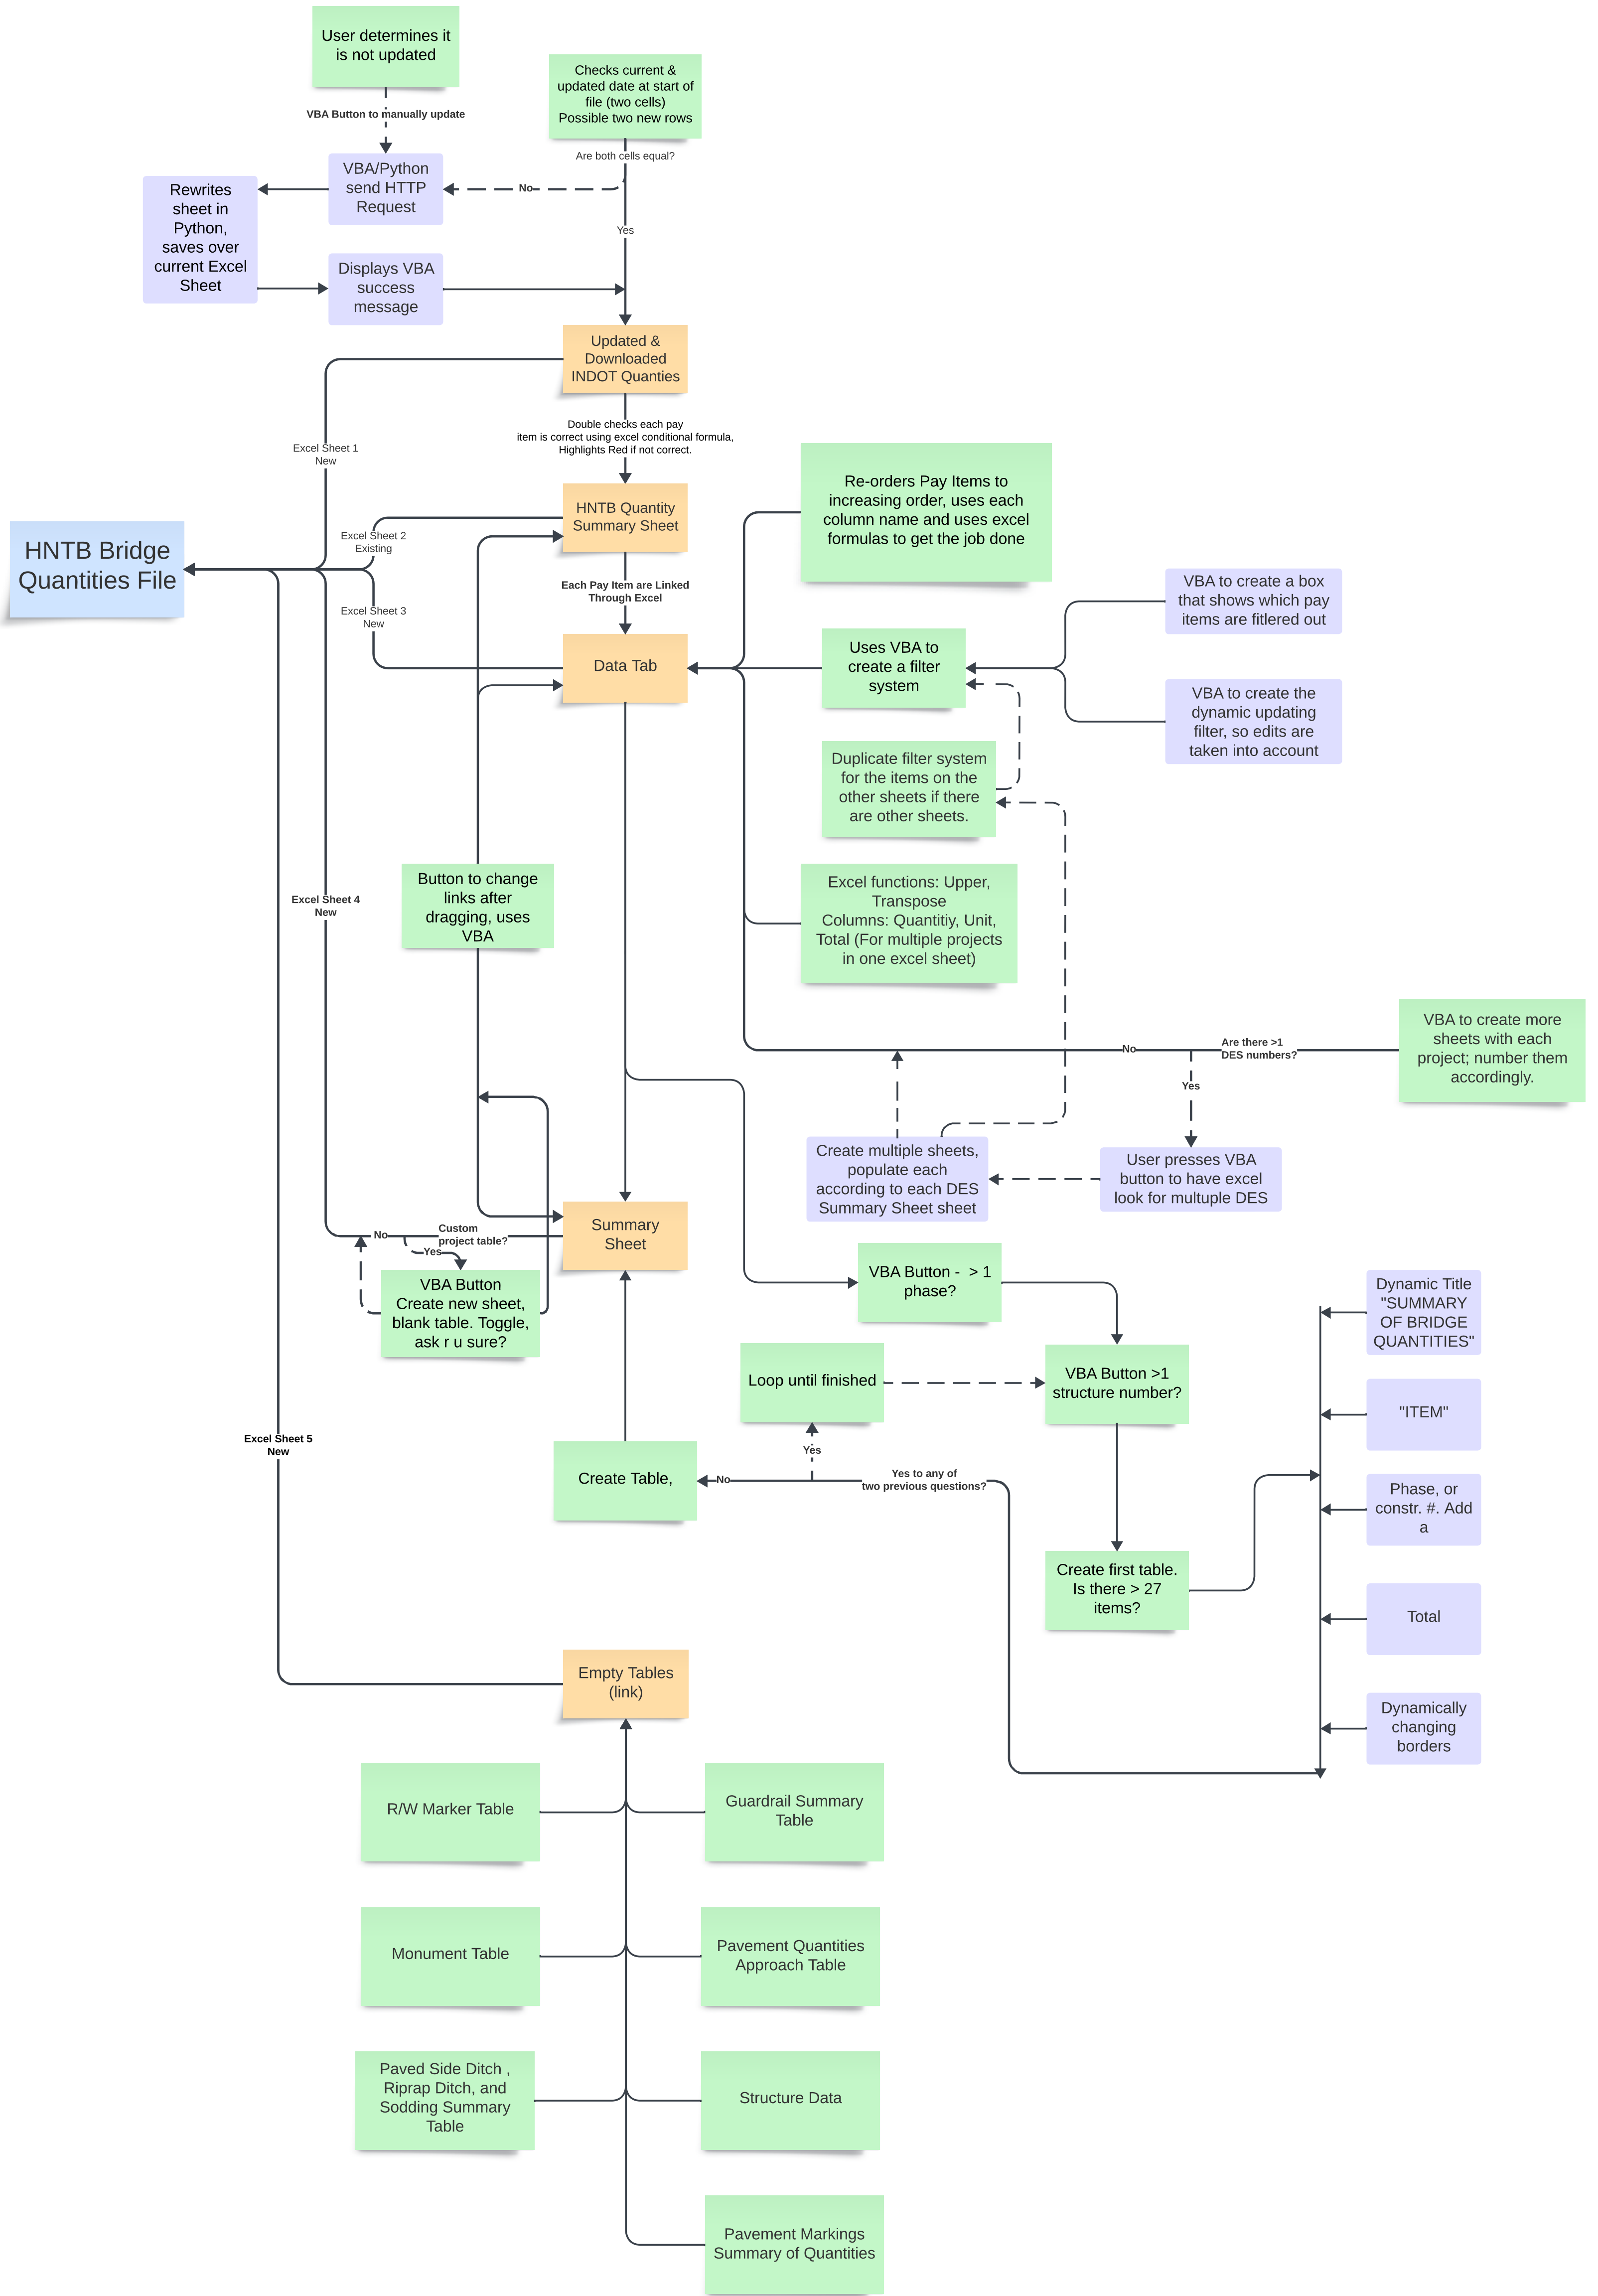 User determines it
is not updated
Checks current &
updated date at start of
file (two cells)
Possible two new rows
VBA Button to manually update
Are both cells equal?
VBA/Python
send HTTP
Request
No
Rewrites
sheet in
Python,
saves over
current Excel
Sheet
Yes
Displays VBA
success
message
Updated &
Downloaded
INDOT Quanties
Double checks each pay
item is correct using excel conditional formula,
Highlights Red if not correct.
Excel Sheet 1
New
Re-orders Pay Items to
increasing order, uses each
column name and uses excel
formulas to get the job done
HNTB Quantity
Summary Sheet
HNTB Bridge
Quantities File
Excel Sheet 2
Existing
Each Pay Item are Linked
Through Excel
Excel Sheet 3
New
VBA to create a box
that shows which pay
items are fitlered out
Data Tab
Uses VBA to
create a filter
system
VBA to create the
dynamic updating
filter, so edits are
taken into account
Duplicate filter system
for the items on the
other sheets if there
are other sheets.
Button to change
links after
dragging, uses
VBA
Excel Sheet 4
New
Excel functions: Upper,
Transpose
Columns: Quantitiy, Unit,
Total (For multiple projects
in one excel sheet)
VBA to create more
sheets with each
project; number them
accordingly.
No
Are there >1
DES numbers?
Yes
Create multiple sheets,
populate each
according to each DES
Summary Sheet sheet
User presses VBA
button to have excel
look for multuple DES
Summary
Sheet
No
Custom
project table?
Yes
VBA Button
Create new sheet,
blank table. Toggle,
ask r u sure?
VBA Button -  > 1
phase?
Dynamic Title
"SUMMARY
OF BRIDGE
QUANTITIES"
Loop until finished
VBA Button >1
structure number?
"ITEM"
Excel Sheet 5
New
Yes
Create Table,
No
Yes to any of
two previous questions?
Phase, or
constr. #. Add
a
Create first table.
Is there > 27
items?
Total
Empty Tables
(link)
Dynamically
changing
borders
R/W Marker Table
Guardrail Summary
Table
Monument Table
Pavement Quantities
Approach Table
Paved Side Ditch ,
Riprap Ditch, and
Sodding Summary
Table
Structure Data
Pavement Markings
Summary of Quantities